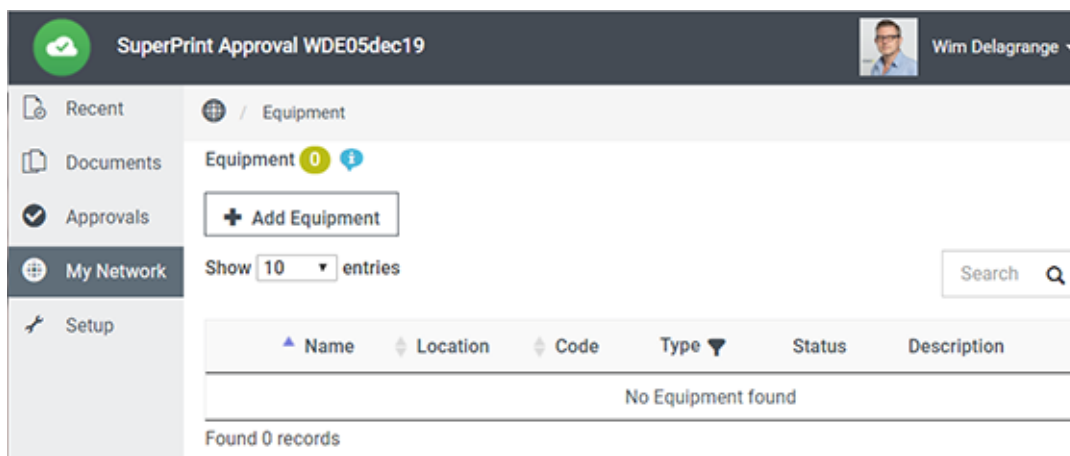 SuperPrint Approval WDE05dec19 Wim Delagrange
Recent
/ Equipment
Documents
Equipment 0
Approvals
Add Equipment
My Network
Show 10 entries
Search
Setup
Name Location Code Type Status Description
No Equipment found
Found 0 records